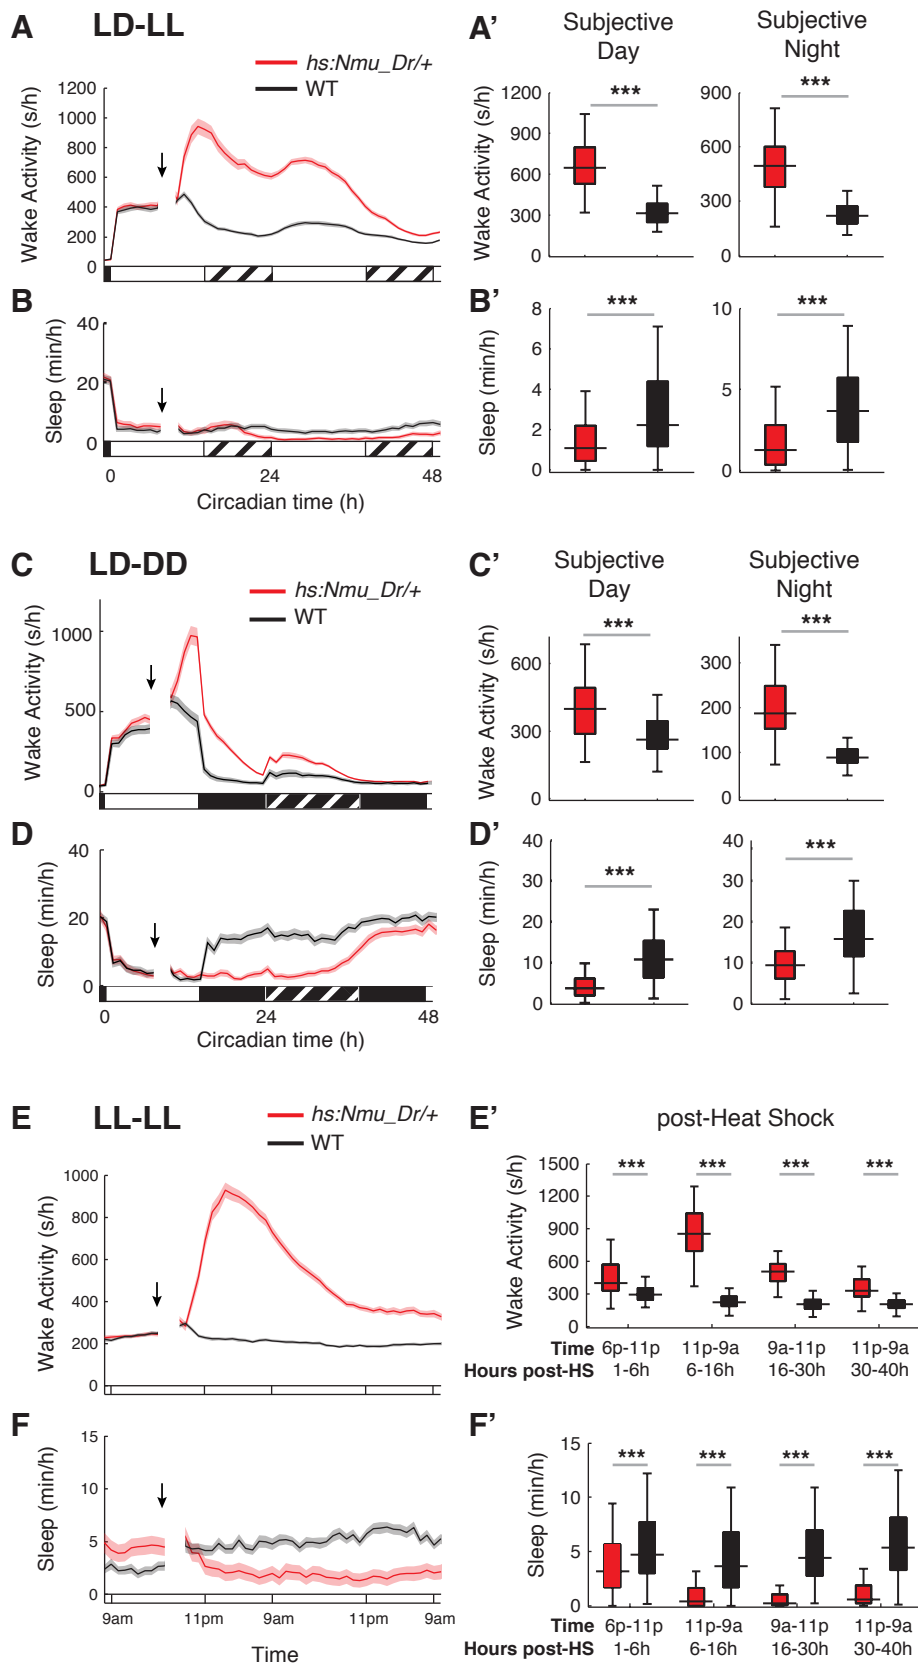 A LD-LL
hs:Nmu_Dr/+
WT
Wake Activity (s/h)
1200
1000
800
600
400
200
0
A' Subjective Day
Subjective Night
Wake Activity (s/h)
1200
900
600
300
0
***
900
600
300
0
***
B
Sleep (min/h)
40
20
0
0 24 48
Circadian time (h)
B'
Sleep (min/h)
8
6
4
2
0
***
10
5
0
***
C LD-DD
hs:Nmu_Dr/+
WT
Wake Activity (s/h)
1000
500
0
C' Subjective Day
Subjective Night
Wake Activity (s/h)
600
300
0
***
300
200
100
0
***
D
Sleep (min/h)
40
20
0
0 24 48
Circadian time (h)
D'
Sleep (min/h)
40
30
20
10
0
***
40
30
20
10
0
***
E LL-LL
hs:Nmu_Dr/+
WT
Wake Activity (s/h)
1000
800
600
400
200
0
E' post-Heat Shock
Wake Activity (s/h)
1500
1200
900
600
300
0
*** *** *** ***
Time 6p-11p 11p-9a 9a-11p 11p-9a
Hours post-HS 1-6h 6-16h 16-30h 30-40h
F
Sleep (min/h)
15
10
5
0
9am 11pm 9am 11pm 9am
Time
F'
Sleep (min/h)
15
10
5
0
*** *** *** ***
Time 6p-11p 11p-9a 9a-11p 11p-9a
Hours post-HS 1-6h 6-16h 16-30h 30-40h